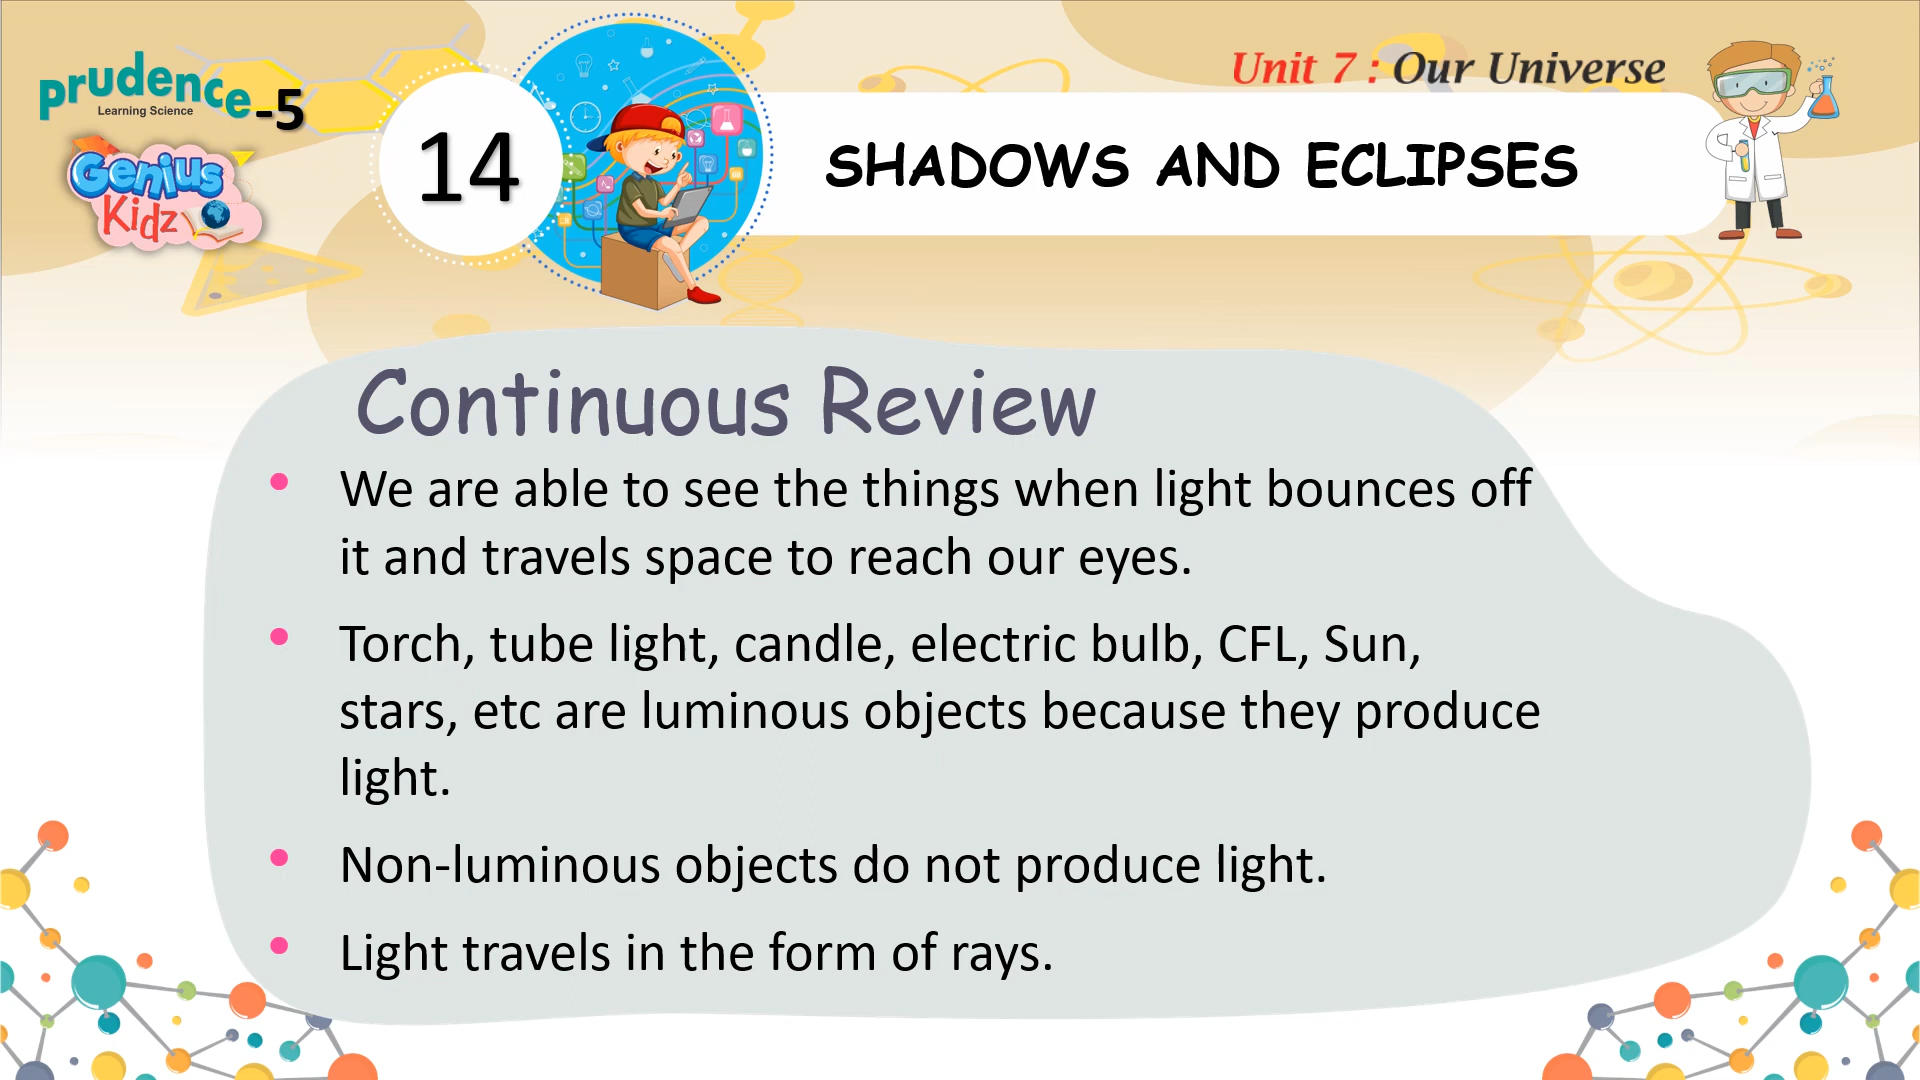 prudence-5
Learning Science
Genius
Kidz
14
Unit 7 : Our Universe
SHADOWS AND ECLIPSES
Continuous Review
• We are able to see the things when light bounces off
it and travels space to reach our eyes.
• Torch, tube light, candle, electric bulb, CFL, Sun,
stars, etc are luminous objects because they produce
light.
• Non-luminous objects do not produce light.
• Light travels in the form of rays.